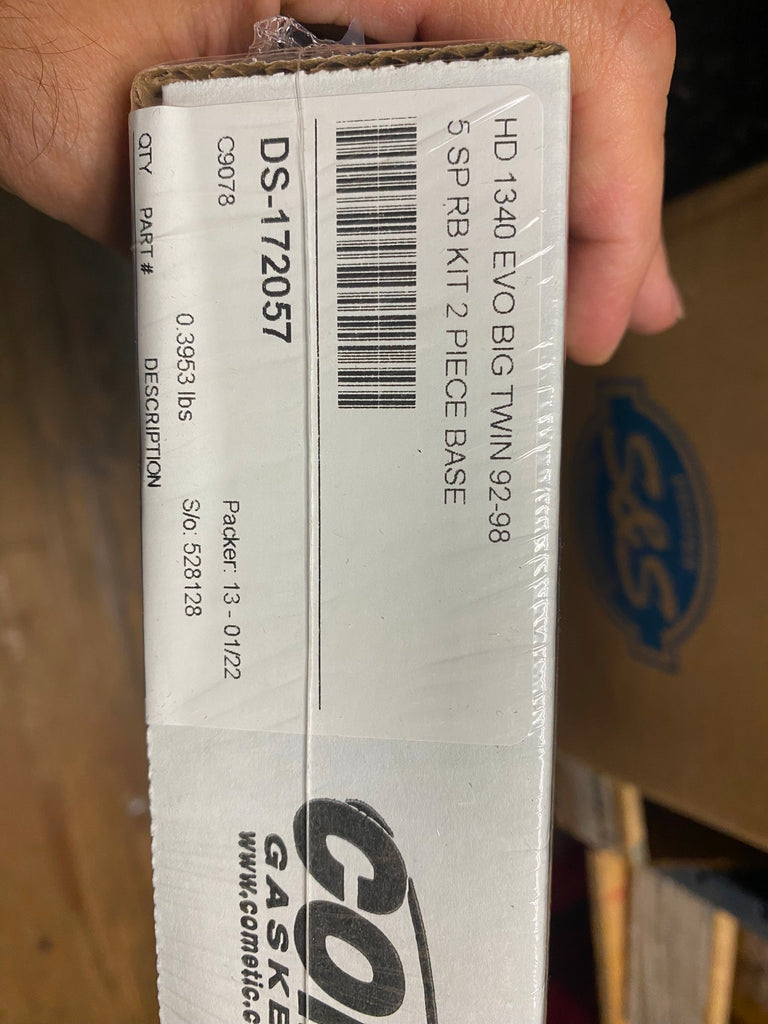 HD 1340 EVO BIG TWIN 92-98
5 SP RB KIT 2 PIECE BASE
DS-172057
C9078
Packer: 13 - 01/22
0.3953 lbs
S/o: 528128
QTY PART # DESCRIPTION
GASKE
www.cometic.c
S&S